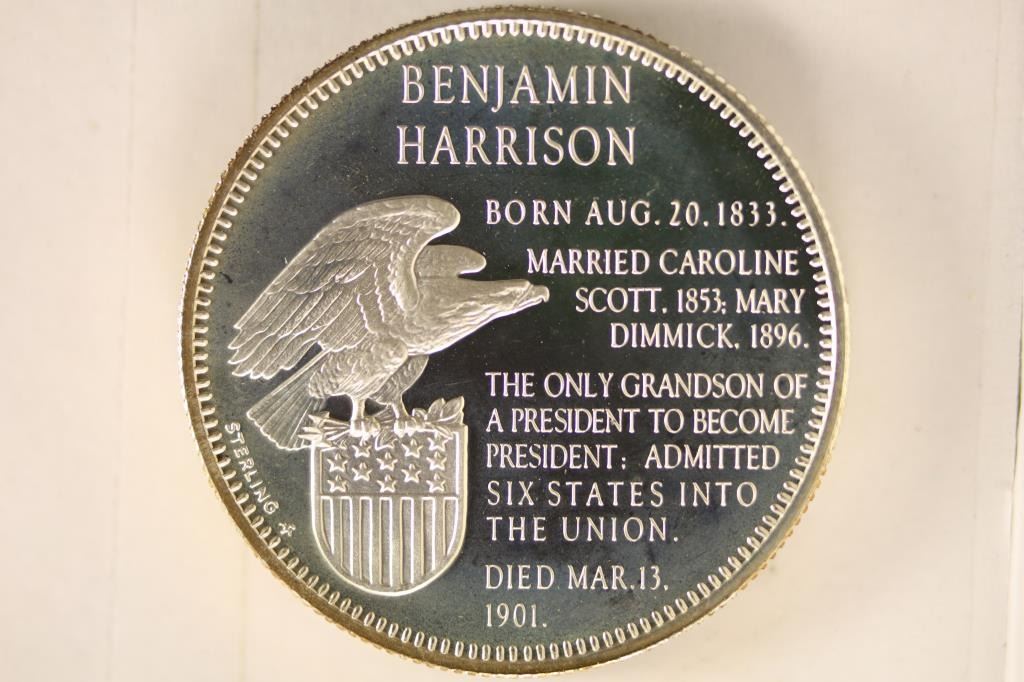 BENJAMIN
HARRISON
BORN AUG. 20. 1833.
MARRIED CAROLINE
SCOTT, 1853; MARY
DIMMICK, 1896.
THE ONLY GRANDSON OF
A PRESIDENT TO BECOME
PRESIDENT; ADMITTED
SIX STATES INTO
THE UNION.
DIED MAR. 13,
1901.
STERLING